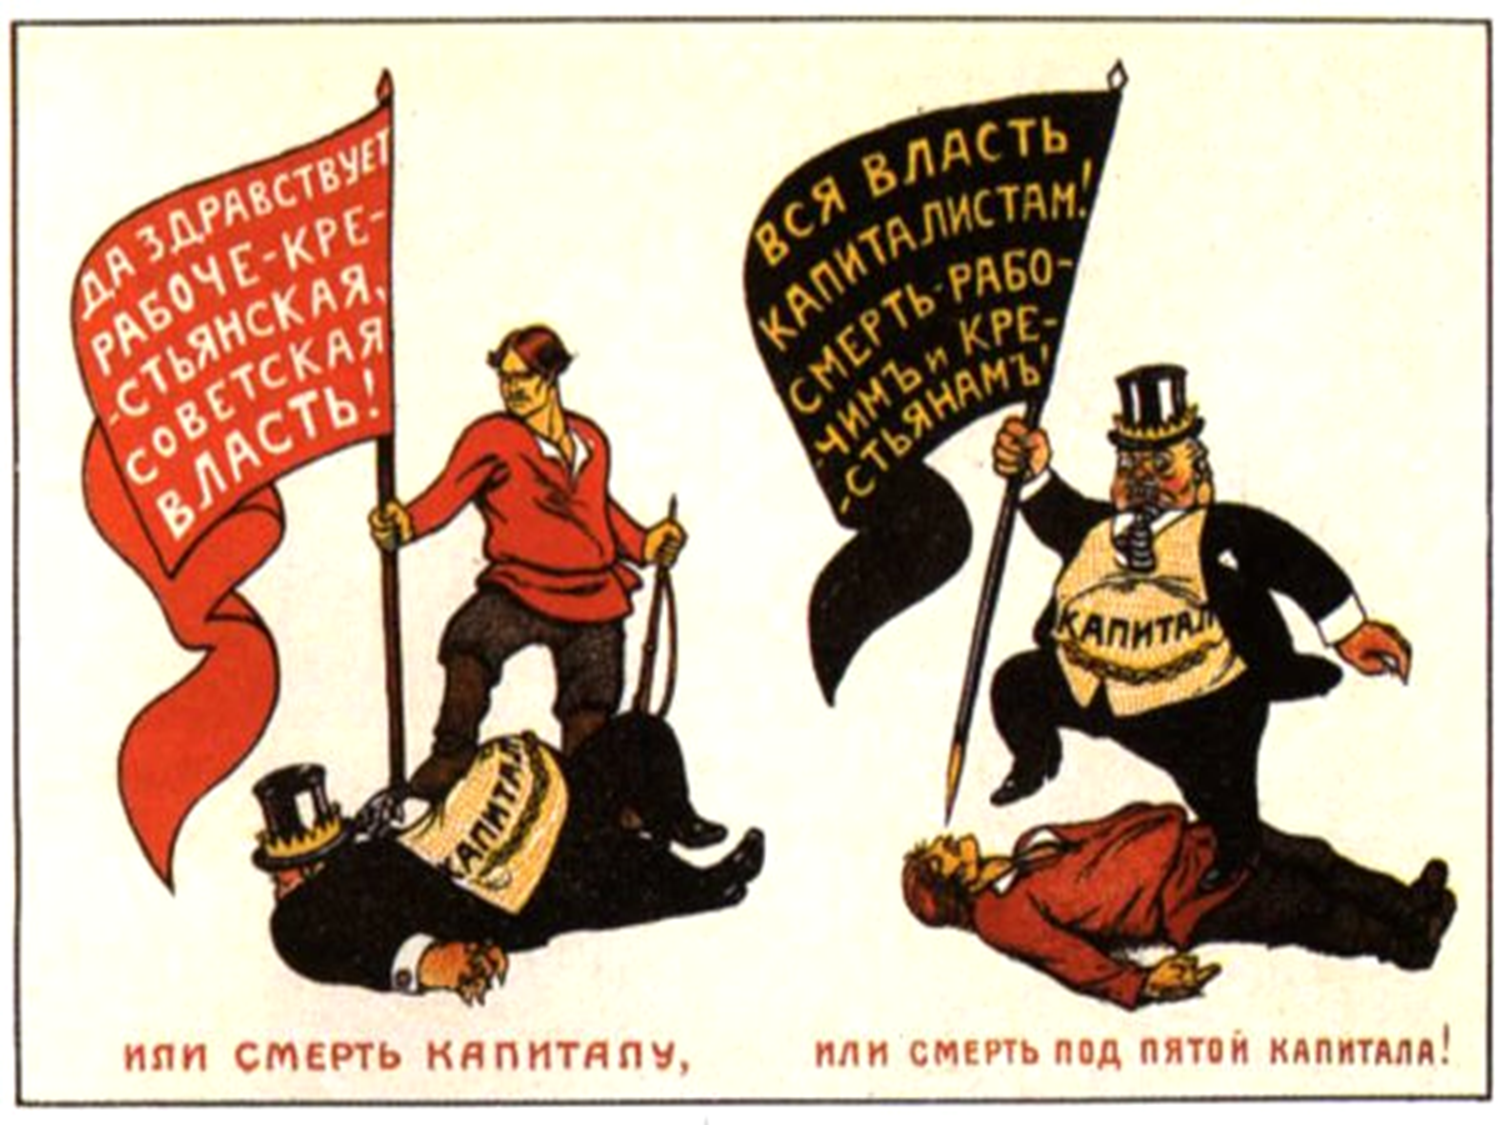 ДА ЗДРАВСТВУЕТ
РАБОЧЕ-КРЕ-
-СТЬЯНСКАЯ,
СОВЕТСКАЯ
ВЛАСТЬ!
КАПИТАЛ
ИЛИ СМЕРТЬ КАПИТАЛУ,
ВСЯ ВЛАСТЬ
КАПИТАЛИСТАМ!
СМЕРТЬ-РАБО-
-ЧИМЪ и КРЕ-
-СТЬЯНАМЪ!
КАПИТАЛ
ИЛИ СМЕРТЬ ПОД ПЯТОЙ КАПИТАЛА!